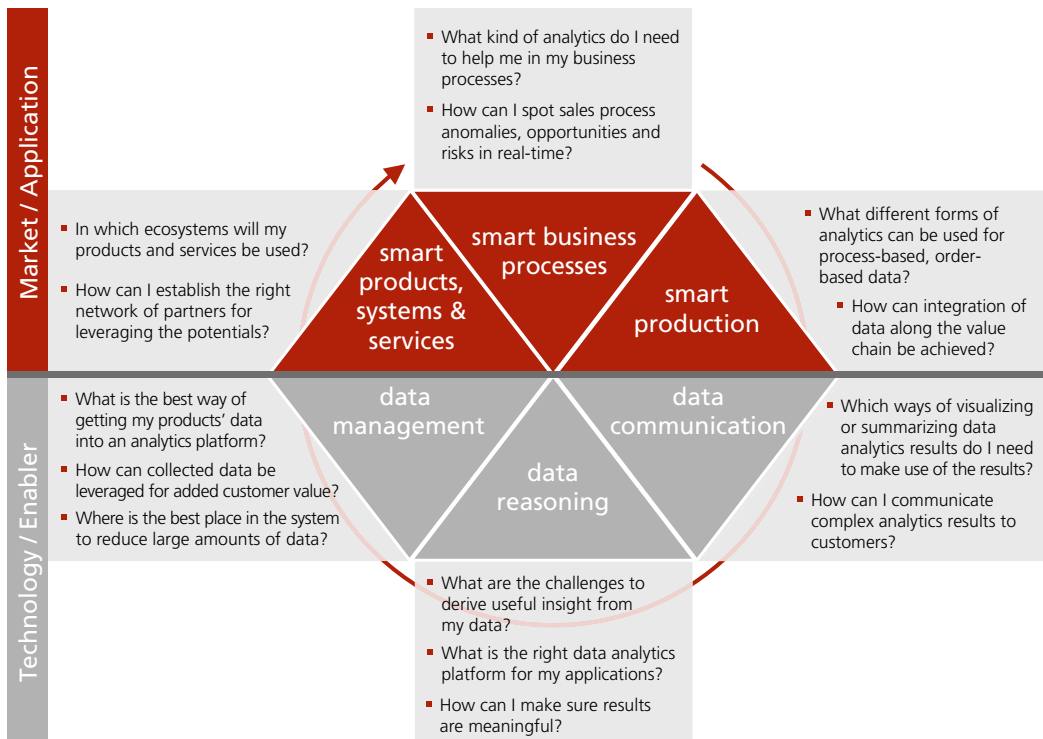 Market / Application
What kind of analytics do I need
to help me in my business
processes?
How can I spot sales process
anomalies, opportunities and
risks in real-time?
In which ecosystems will my
products and services be used?
How can I establish the right
network of partners for
leveraging the potentials?
smart
products,
systems &
services
smart business
processes
smart
production
What different forms of
analytics can be used for
process-based, order-
based data?
How can integration of
data along the value
chain be achieved?
Technology / Enabler
What is the best way of
getting my products’ data
into an analytics platform?
How can collected data be
leveraged for added customer value?
Where is the best place in the system
to reduce large amounts of data?
data
management
data
reasoning
data
communication
Which ways of visualizing
or summarizing data
analytics results do I need
to make use of the results?
How can I communicate
complex analytics results to
customers?
What are the challenges to
derive useful insight from
my data?
What is the right data analytics
platform for my applications?
How can I make sure results
are meaningful?